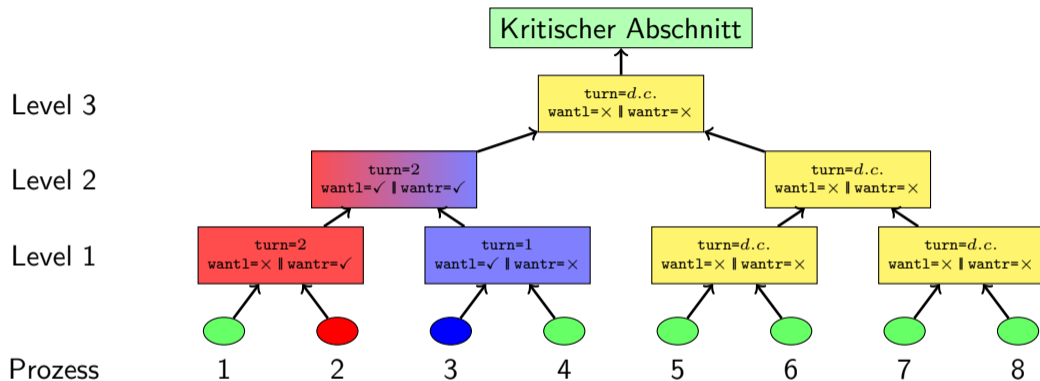 Kritischer Abschnitt
Level 3
turn=d.c.
wantl=× ‖ wantr=×
Level 2
turn=2
wantl=✓ ‖ wantr=✓
turn=d.c.
wantl=× ‖ wantr=×
Level 1
turn=2
wantl=× ‖ wantr=✓
turn=1
wantl=✓ ‖ wantr=×
turn=d.c.
wantl=× ‖ wantr=×
turn=d.c.
wantl=× ‖ wantr=×
Prozess 1 2 3 4 5 6 7 8